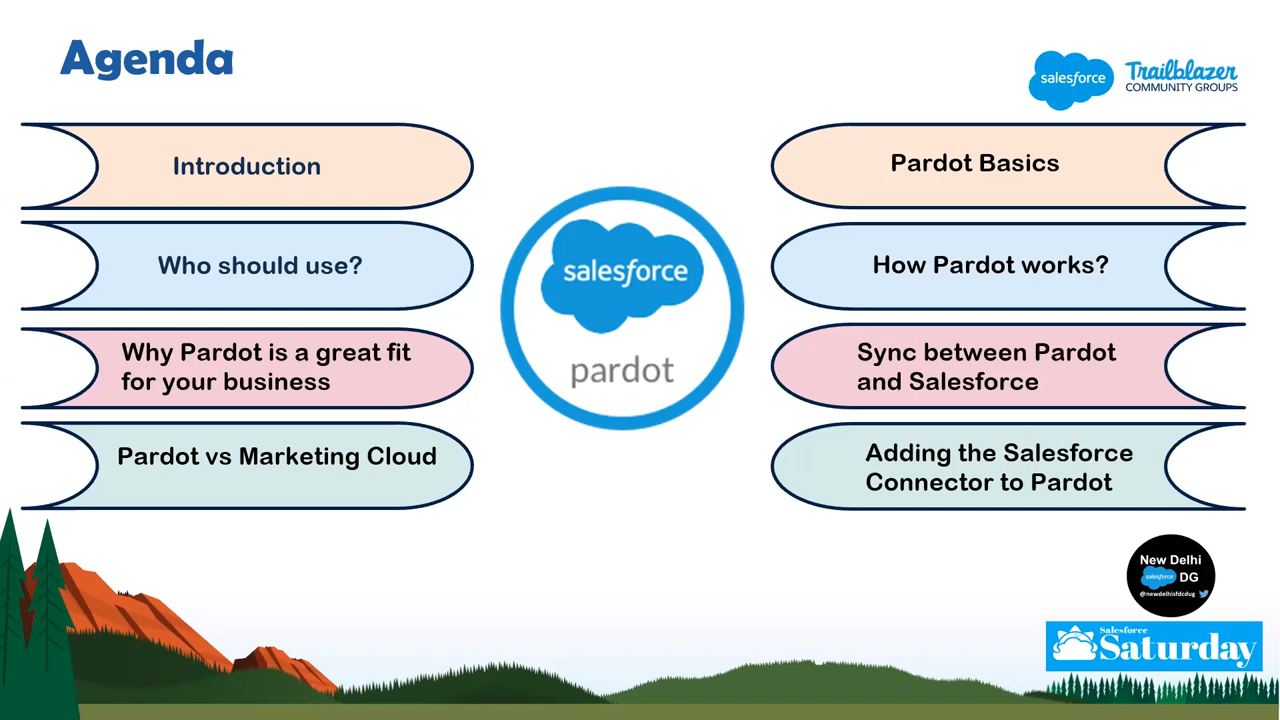 Agenda
salesforce
Trailblazer
COMMUNITY GROUPS
Introduction
Who should use?
Why Pardot is a great fit
for your business
Pardot vs Marketing Cloud
salesforce
pardot
Pardot Basics
How Pardot works?
Sync between Pardot
and Salesforce
Adding the Salesforce
Connector to Pardot
New Delhi
salesforce DG
@newdelhisfdcdug
Salesforce
Saturday